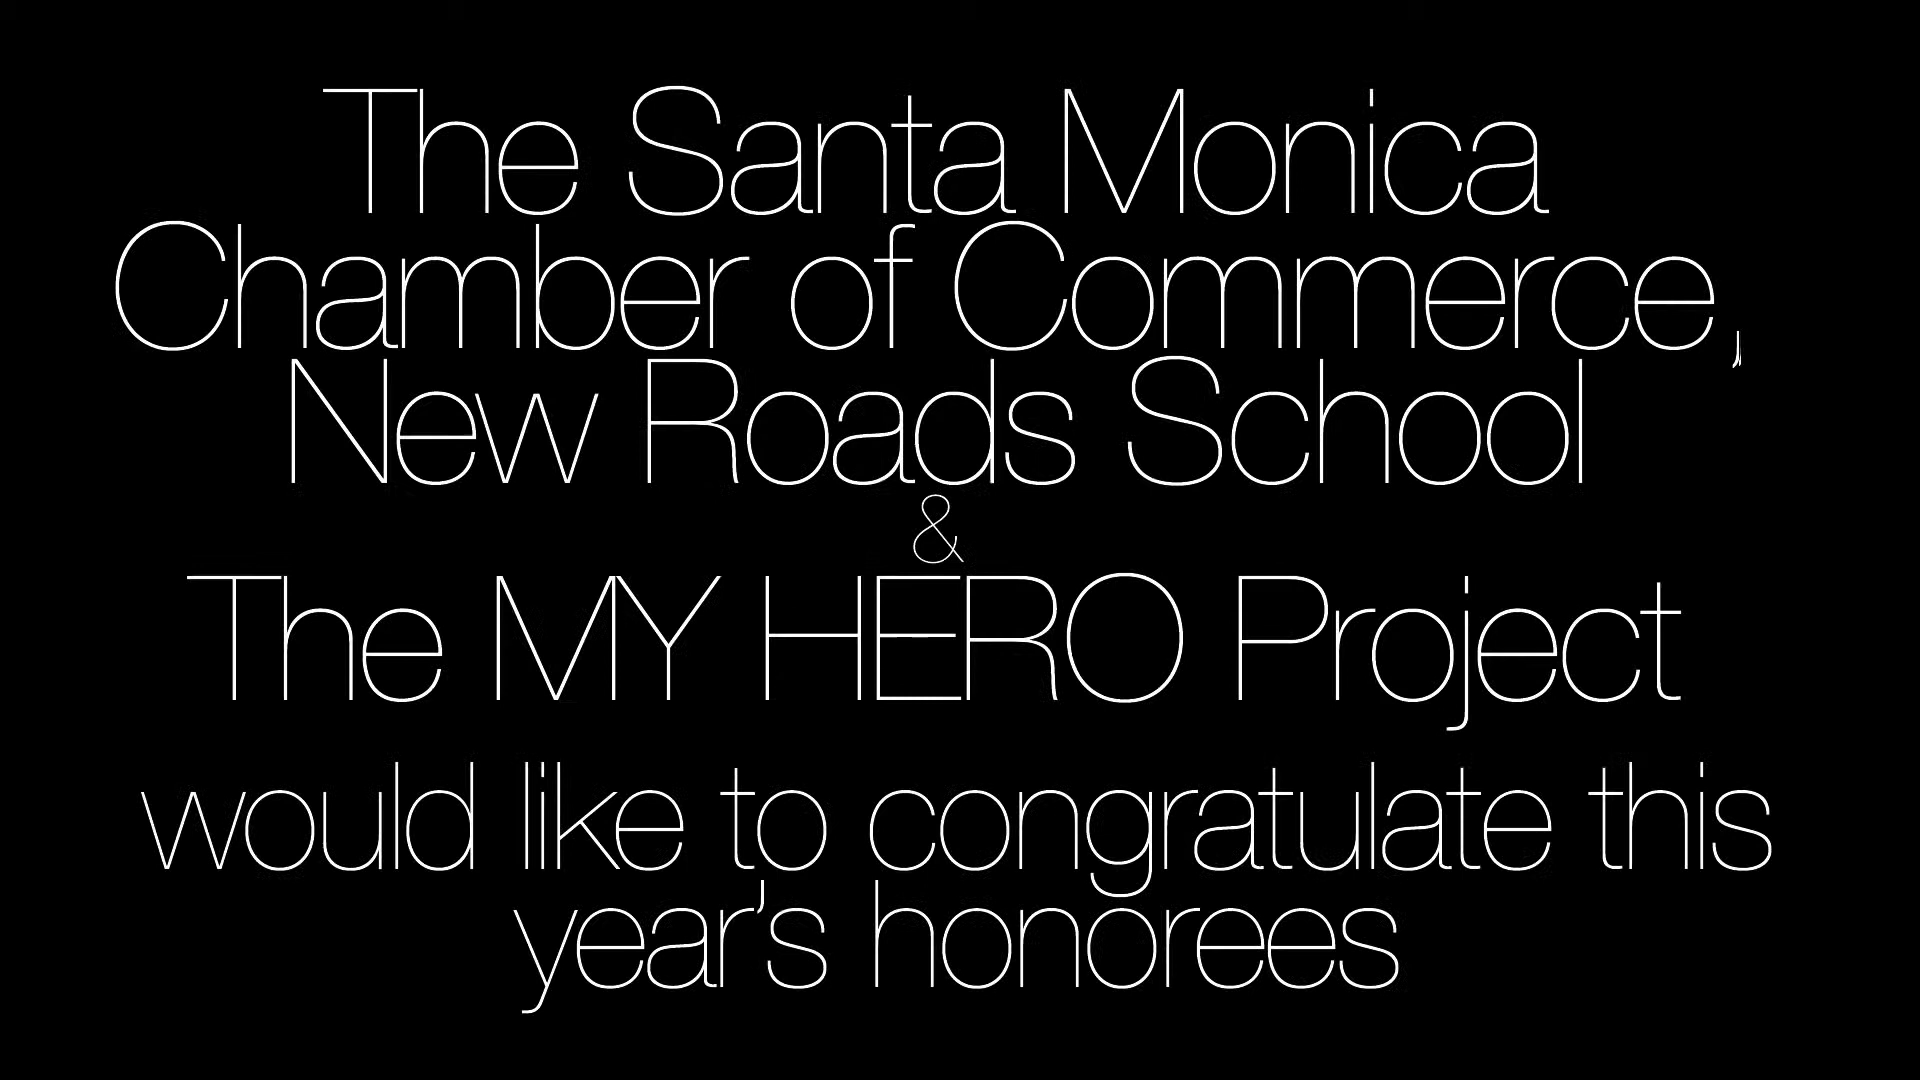 The Santa Monica
Chamber of Commerce,
New Roads School
&
The MY HERO Project
would like to congratulate this
year's honorees